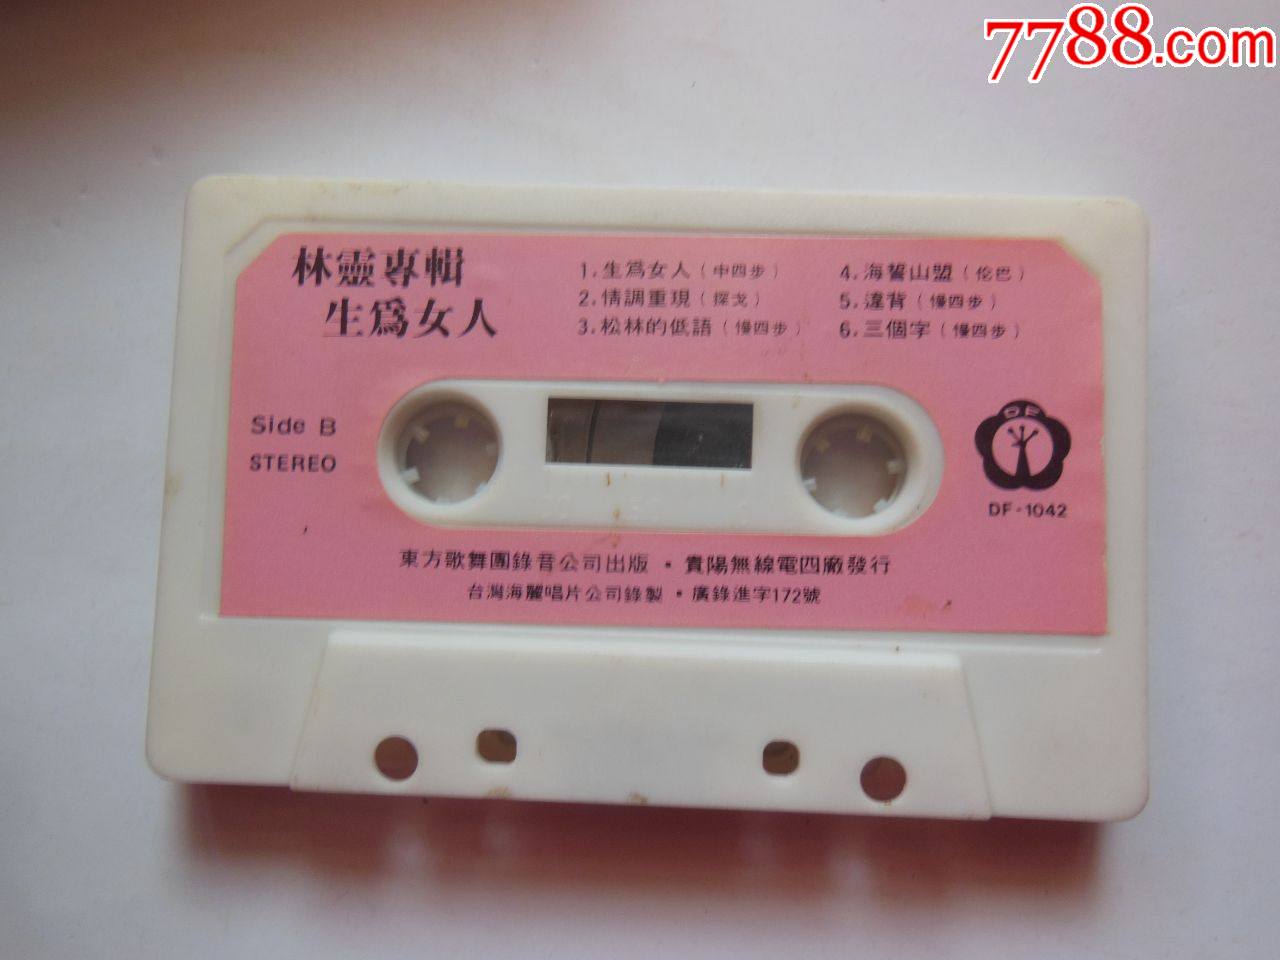 7788.com
林靈專輯
生爲女人
1.生爲女人(中四步)
2.情調重現(探戈)
3.松林的低語(慢四步)
4.海誓山盟(伦巴)
5.違背(慢四步)
6.三個字(慢四步)
Side B
STEREO
DF
DF-1042
東方歌舞團錄音公司出版・貴陽無線電四廠發行
台灣海麗唱片公司錄製・廣錄進字172號